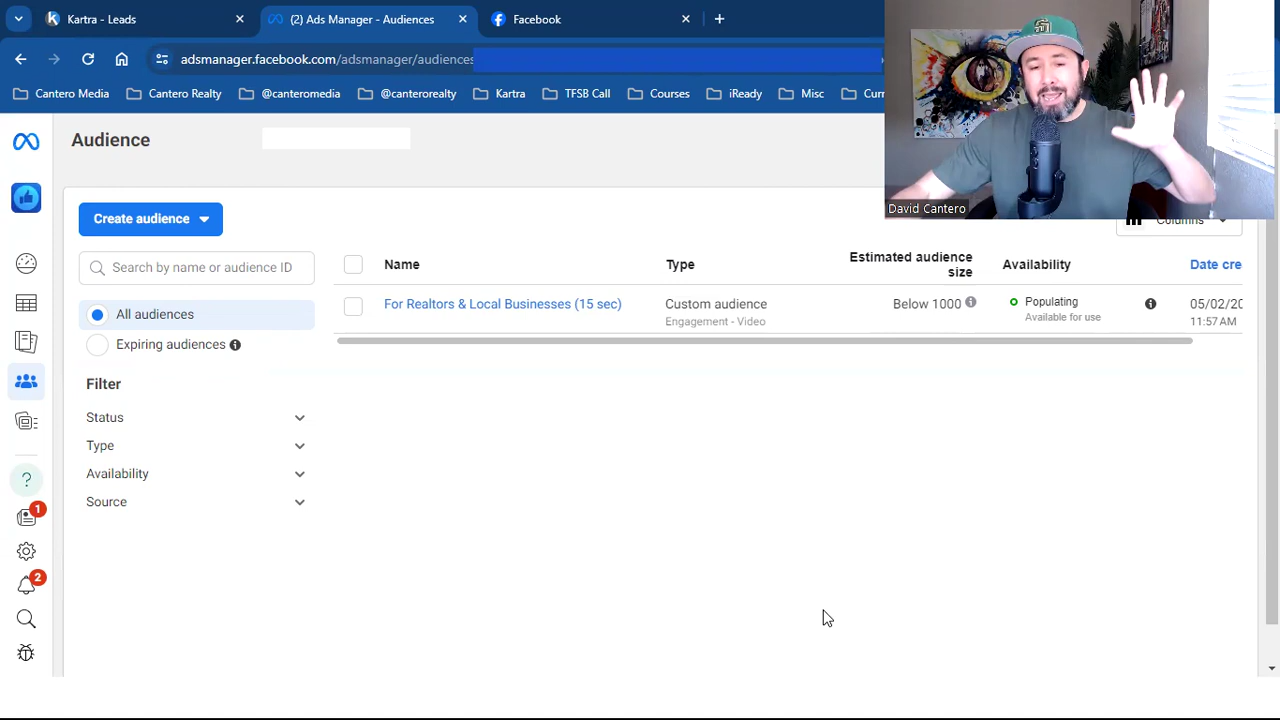 Kartra - Leads
(2) Ads Manager - Audiences
Facebook
adsmanager.facebook.com/adsmanager/audiences
Cantero Media
Cantero Realty
@canteromedia
@canterorealty
Kartra
TFSB Call
Courses
iReady
Misc
Audience
David Cantero
Create audience
Columns
Search by name or audience ID
Name
Type
Estimated audience
size
Availability
Date cre
For Realtors & Local Businesses (15 sec)
Custom audience
Engagement - Video
Below 1000
Populating
Available for use
05/02/20
11:57 AM
All audiences
Expiring audiences
Filter
Status
Type
Availability
Source
1
2